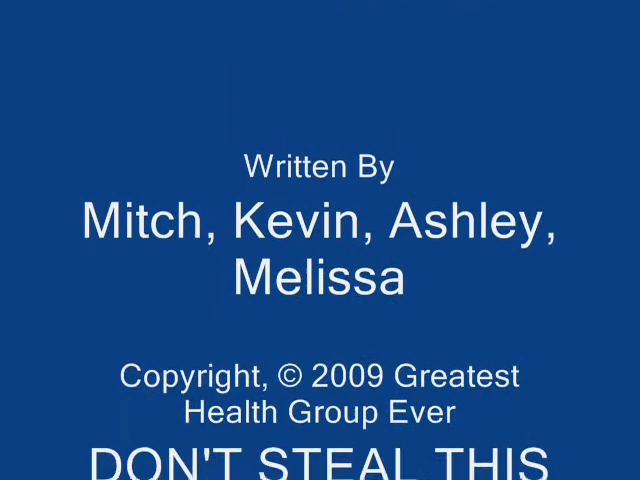 Written By
Mitch, Kevin, Ashley,
Melissa
Copyright, © 2009 Greatest
Health Group Ever
DON'T STEAL THIS